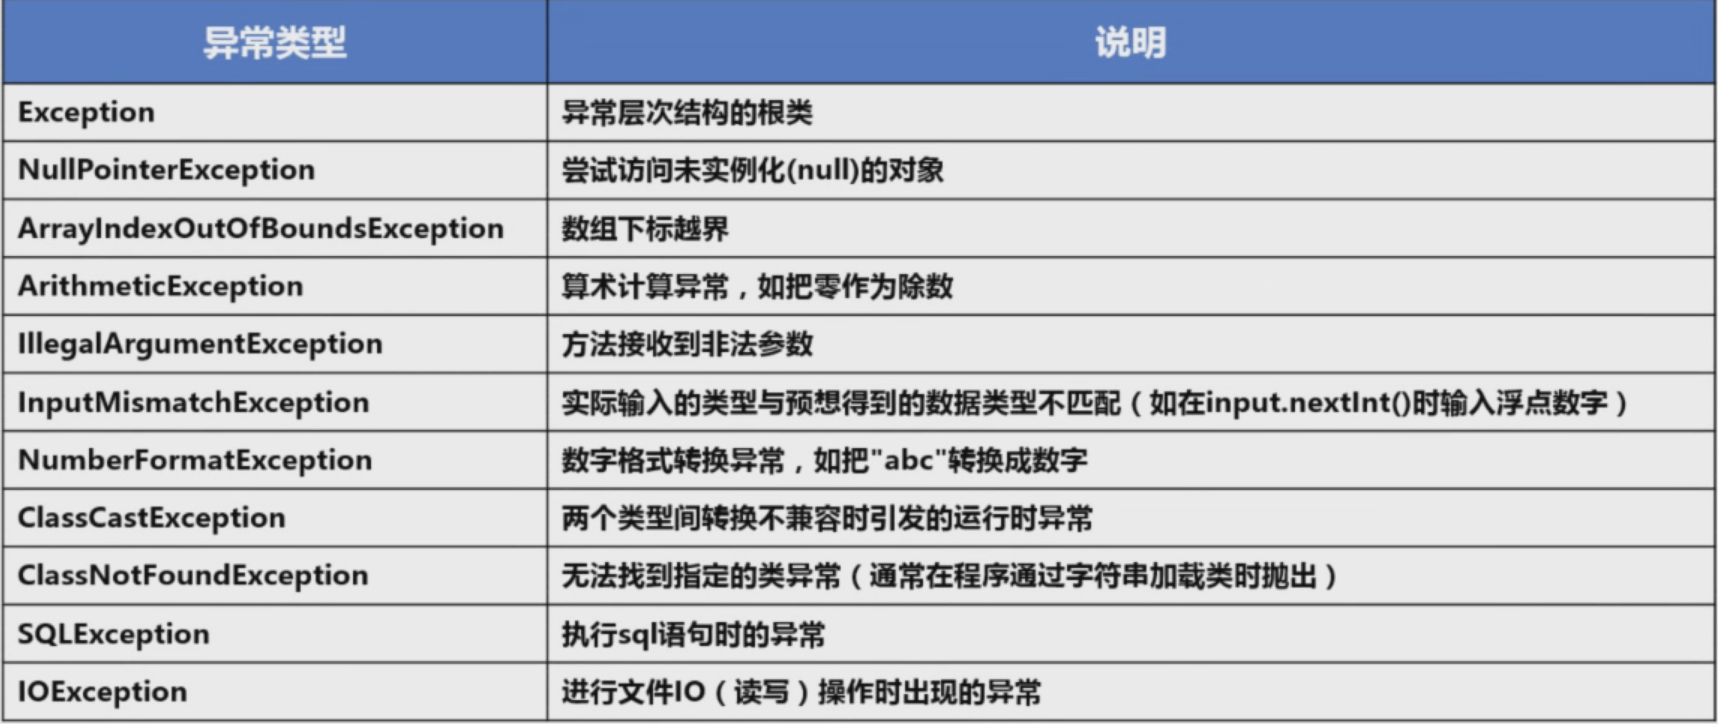 异常类型 说明
Exception 异常层次结构的根类
NullPointerException 尝试访问未实例化(null)的对象
ArrayIndexOutOfBoundsException 数组下标越界
ArithmeticException 算术计算异常，如把零作为除数
IllegalArgumentException 方法接收到非法参数
InputMismatchException 实际输入的类型与预想得到的数据类型不匹配（如在input.nextInt()时输入浮点数字）
NumberFormatException 数字格式转换异常，如把"abc"转换成数字
ClassCastException 两个类型间转换不兼容时引发的运行时异常
ClassNotFoundException 无法找到指定的类异常（通常在程序通过字符串加载类时抛出）
SQLException 执行sql语句时的异常
IOException 进行文件IO（读写）操作时出现的异常